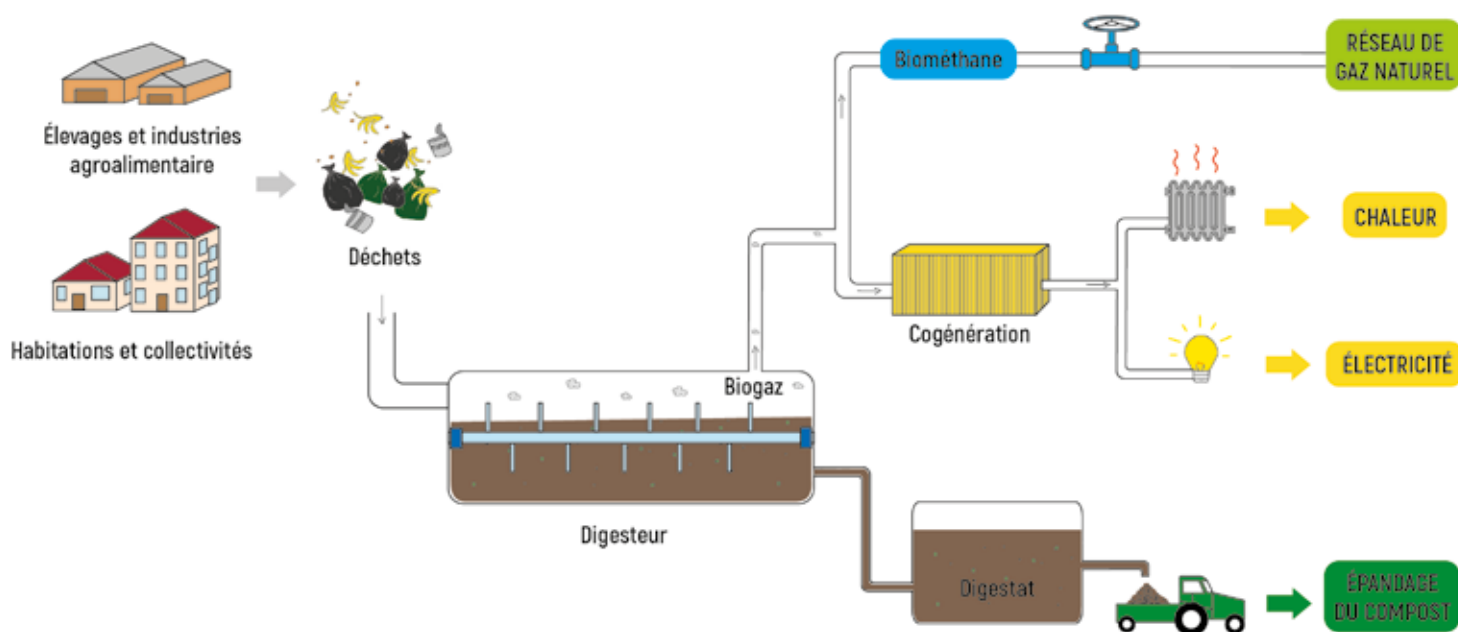 Élevages et industries
agroalimentaire
Habitations et collectivités
Déchets
Biogaz
Digesteur
Biométhane
RÉSEAU DE
GAZ NATUREL
Cogénération
CHALEUR
ÉLECTRICITÉ
Digestat
ÉPANDAGE
DU COMPOST